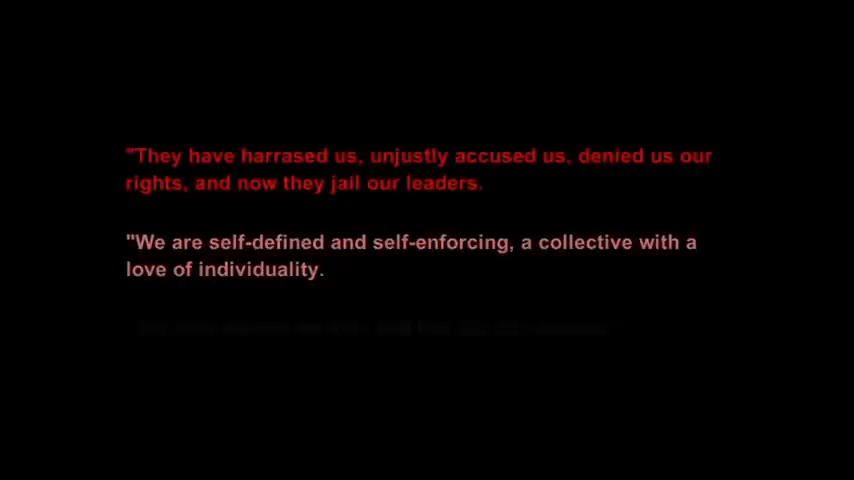 "They have harrased us, unjustly accused us, denied us our
rights, and now they jail our leaders.
"We are self-defined and self-enforcing, a collective with a
love of individuality.